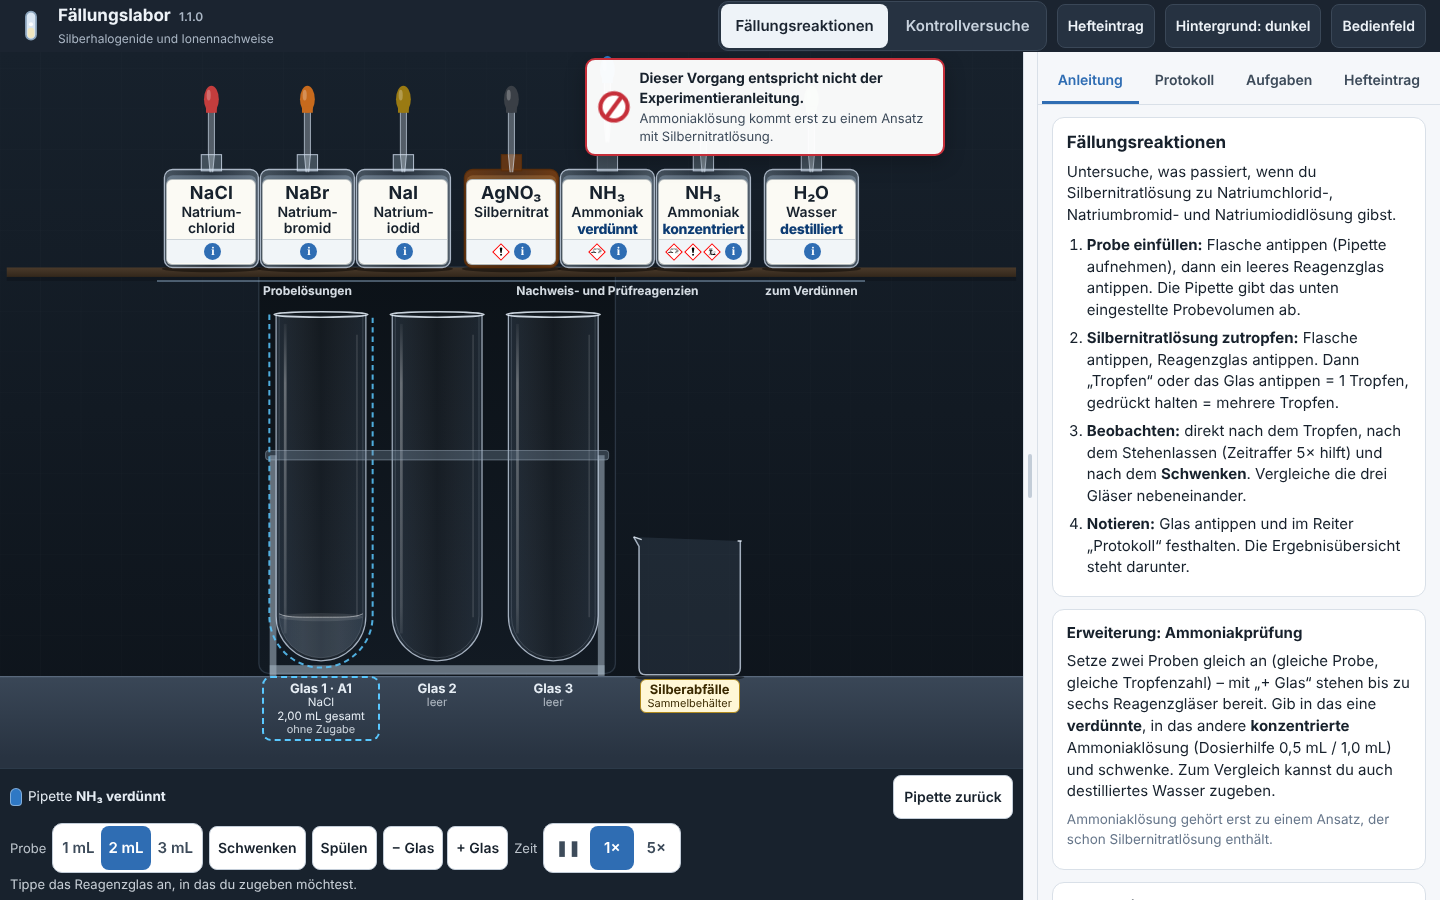 Fällungslabor 1.1.0
Silberhalogenide und Ionennachweise
Fällungsreaktionen
Kontrollversuche
Hefteintrag
Hintergrund: dunkel
Bedienfeld
Dieser Vorgang entspricht nicht der
Experimentieranleitung.
Ammoniaklösung kommt erst zu einem Ansatz
mit Silbernitratlösung.
NaCl
Natrium-
chlorid
NaBr
Natrium-
bromid
NaI
Natrium-
iodid
AgNO₃
Silbernitrat
NH₃
Ammoniak
verdünnt
NH₃
Ammoniak
konzentriert
H₂O
Wasser
destilliert
Probelösungen
Nachweis- und Prüfreagenzien
zum Verdünnen
Glas 1 · A1
NaCl
2,00 mL gesamt
ohne Zugabe
Glas 2
leer
Glas 3
leer
Silberabfälle
Sammelbehälter
Pipette NH₃ verdünnt
Pipette zurück
Probe
1 mL
2 mL
3 mL
Schwenken
Spülen
− Glas
+ Glas
Zeit
1×
5×
Tippe das Reagenzglas an, in das du zugeben möchtest.
Anleitung
Protokoll
Aufgaben
Hefteintrag
Fällungsreaktionen
Untersuche, was passiert, wenn du
Silbernitratlösung zu Natriumchlorid-,
Natriumbromid- und Natriumiodidlösung gibst.
1. Probe einfüllen: Flasche antippen (Pipette
aufnehmen), dann ein leeres Reagenzglas
antippen. Die Pipette gibt das unten
eingestellte Probevolumen ab.
2. Silbernitratlösung zutropfen: Flasche
antippen, Reagenzglas antippen. Dann
„Tropfen“ oder das Glas antippen = 1 Tropfen,
gedrückt halten = mehrere Tropfen.
3. Beobachten: direkt nach dem Tropfen, nach
dem Stehenlassen (Zeitraffer 5× hilft) und
nach dem Schwenken. Vergleiche die drei
Gläser nebeneinander.
4. Notieren: Glas antippen und im Reiter
„Protokoll“ festhalten. Die Ergebnisübersicht
steht darunter.
Erweiterung: Ammoniakprüfung
Setze zwei Proben gleich an (gleiche Probe,
gleiche Tropfenzahl) – mit „+ Glas“ stehen bis zu
sechs Reagenzgläser bereit. Gib in das eine
verdünnte, in das andere konzentrierte
Ammoniaklösung (Dosierhilfe 0,5 mL / 1,0 mL)
und schwenke. Zum Vergleich kannst du auch
destilliertes Wasser zugeben.
Ammoniaklösung gehört erst zu einem Ansatz, der
schon Silbernitratlösung enthält.